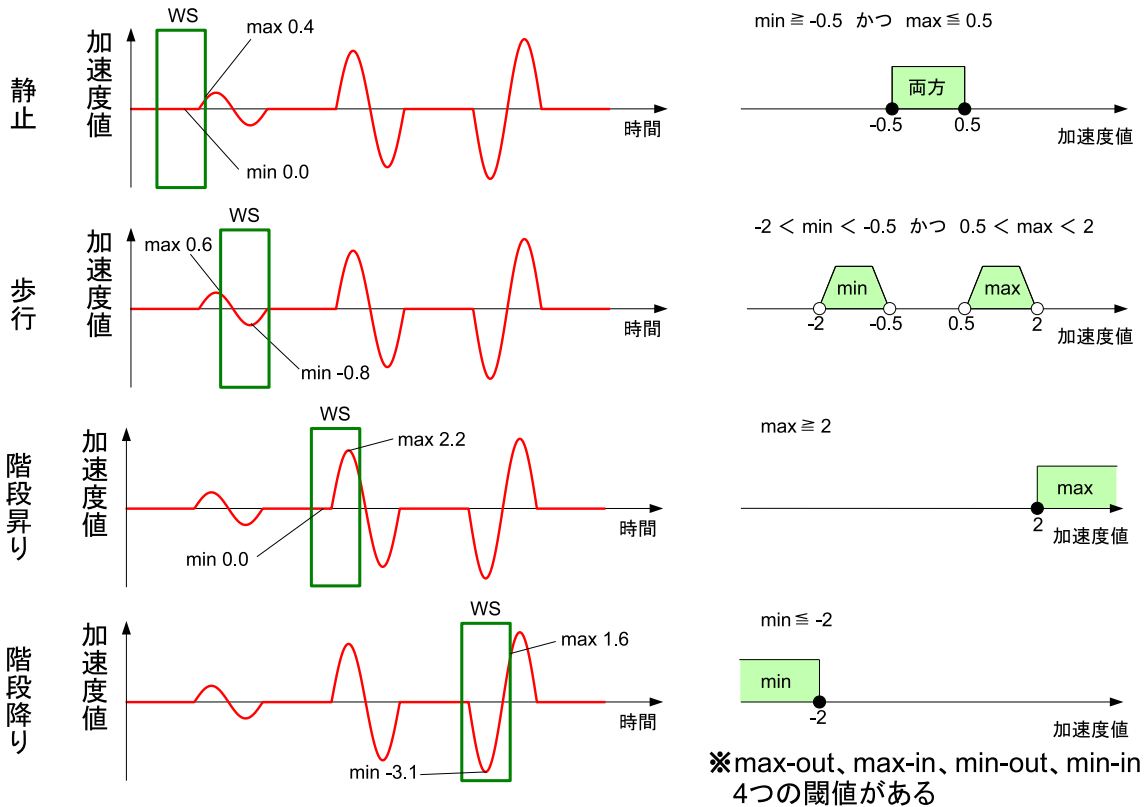 静止
加速度値
WS
max 0.4
min 0.0
時間
min ≧ -0.5 かつ max ≦ 0.5
両方
-0.5
0.5
加速度値
歩行
加速度値
WS
max 0.6
min -0.8
時間
-2 < min < -0.5 かつ 0.5 < max < 2
min
max
-2
-0.5
0.5
2
加速度値
階段昇り
加速度値
WS
max 2.2
min 0.0
時間
max ≧ 2
max
2
加速度値
階段降り
加速度値
WS
max 1.6
min -3.1
時間
min ≦ -2
min
-2
加速度値
※max-out、max-in、min-out、min-in
4つの閾値がある